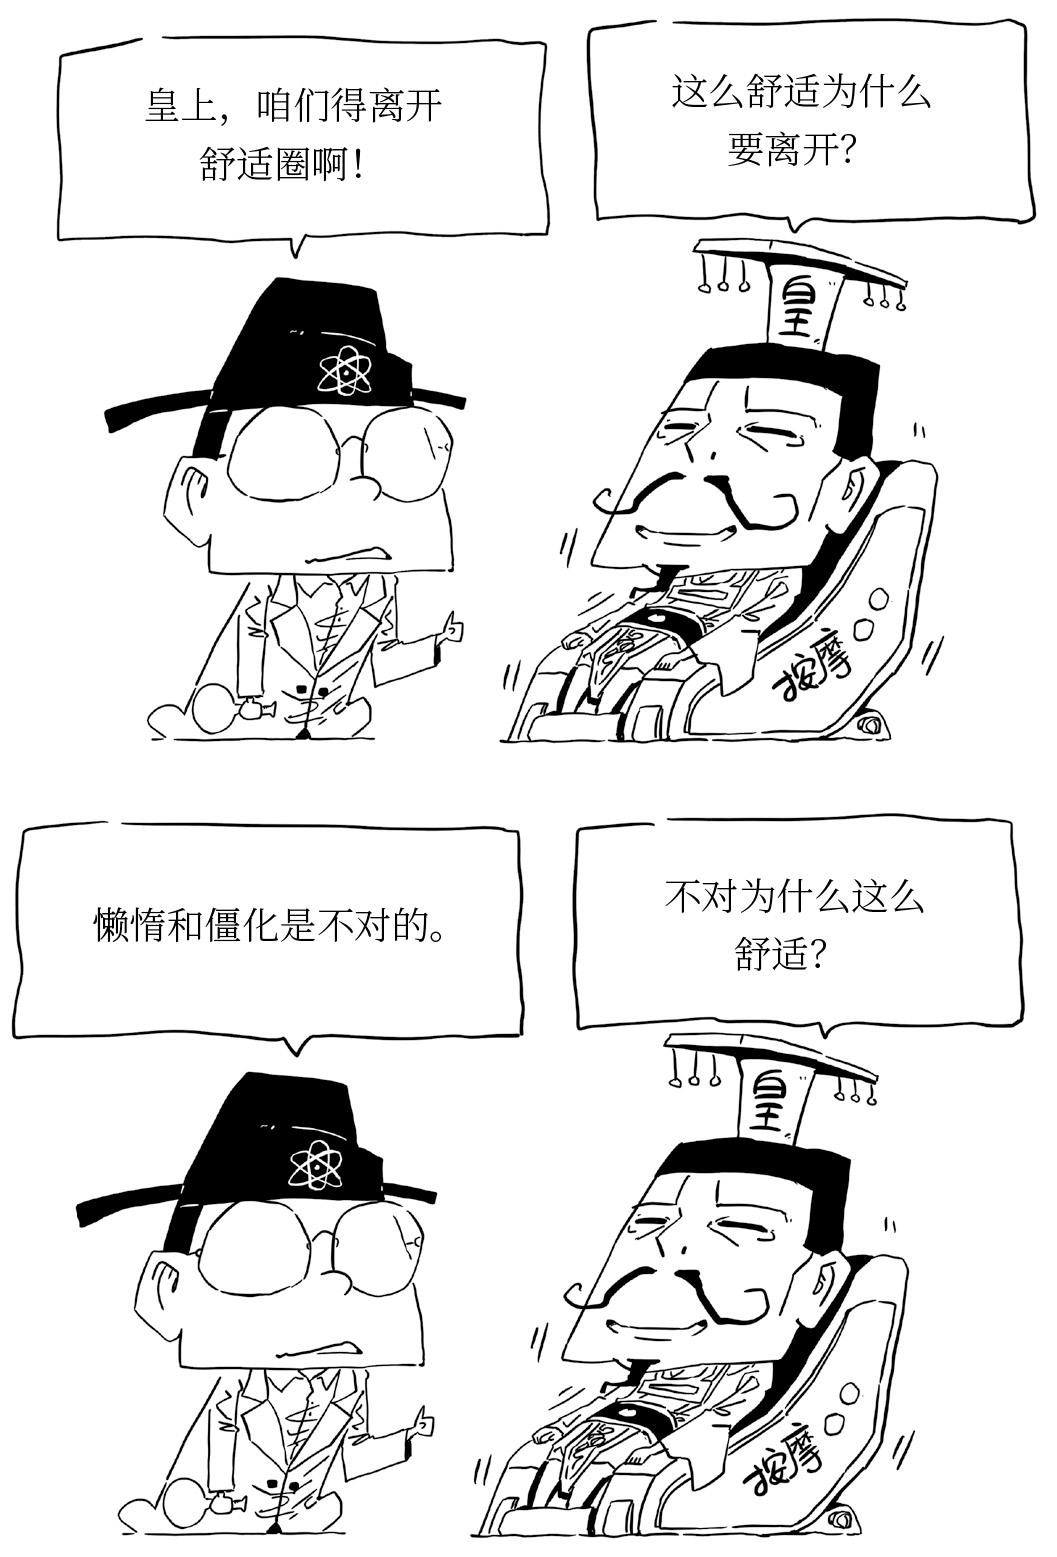 皇上，咱们得离开
舒适圈啊！
这么舒适为什么
要离开？
皇
按摩
懒惰和僵化是不对的。
不对为什么这么
舒适？
皇
按摩